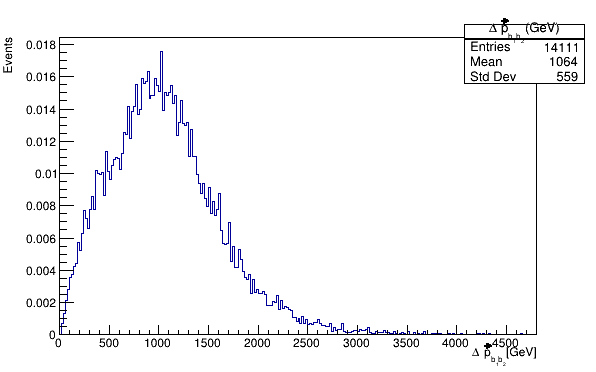 Δ p⃗_b₁b₂ (GeV)
Entries 14111
Mean 1064
Std Dev 559
Events
0.018
0.016
0.014
0.012
0.01
0.008
0.006
0.004
0.002
0
0 500 1000 1500 2000 2500 3000 3500 4000 4500
Δ p⃗_b₁b₂ [GeV]